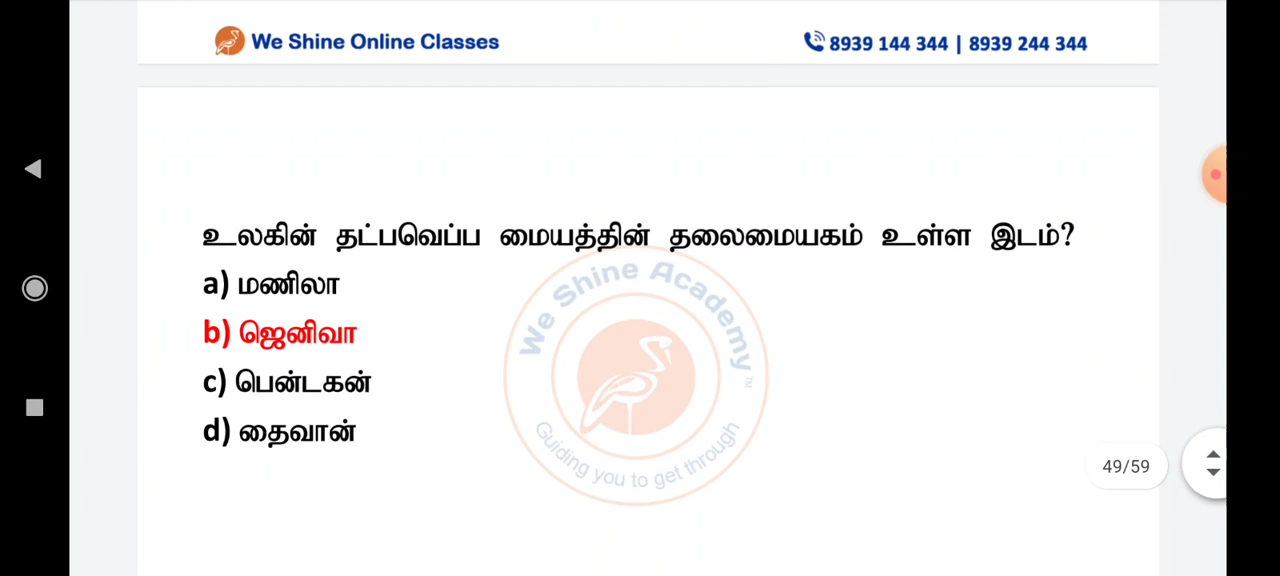 We Shine Online Classes
8939 144 344 | 8939 244 344
உலகின் தட்பவெப்ப மையத்தின் தலைமையகம் உள்ள இடம்?
a) மணிலா
b) ஜெனிவா
c) பென்டகன்
d) தைவான்
We Shine Academy
TM
Guiding you to get through
49/59